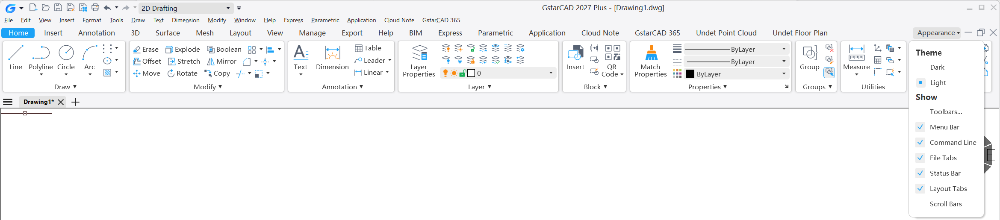 2D Drafting
GstarCAD 2027 Plus - [Drawing1.dwg]
File Edit View Insert Format Tools Draw Text Dimension Modify Window Help Express Parametric Application Cloud Note GstarCAD 365
Home Insert Annotation 3D Surface Mesh Layout View Manage Export Help BIM Express Parametric Application Cloud Note GstarCAD 365 Undet Point Cloud Undet Floor Plan Appearance
Line
Polyline
Circle
Arc
Draw
Erase Explode Boolean
Offset Stretch Mirror
Move Rotate Copy
Modify
Text
Dimension
Table
Leader
Linear
Annotation
Layer
Properties
0
Layer
Insert
QR
Code
Block
Match
Properties
ByLayer
ByLayer
ByLayer
Properties
Group
Groups
Measure
Utilities
Drawing1*
Theme
Dark
Light
Show
Toolbars...
Menu Bar
Command Line
File Tabs
Status Bar
Layout Tabs
Scroll Bars
E